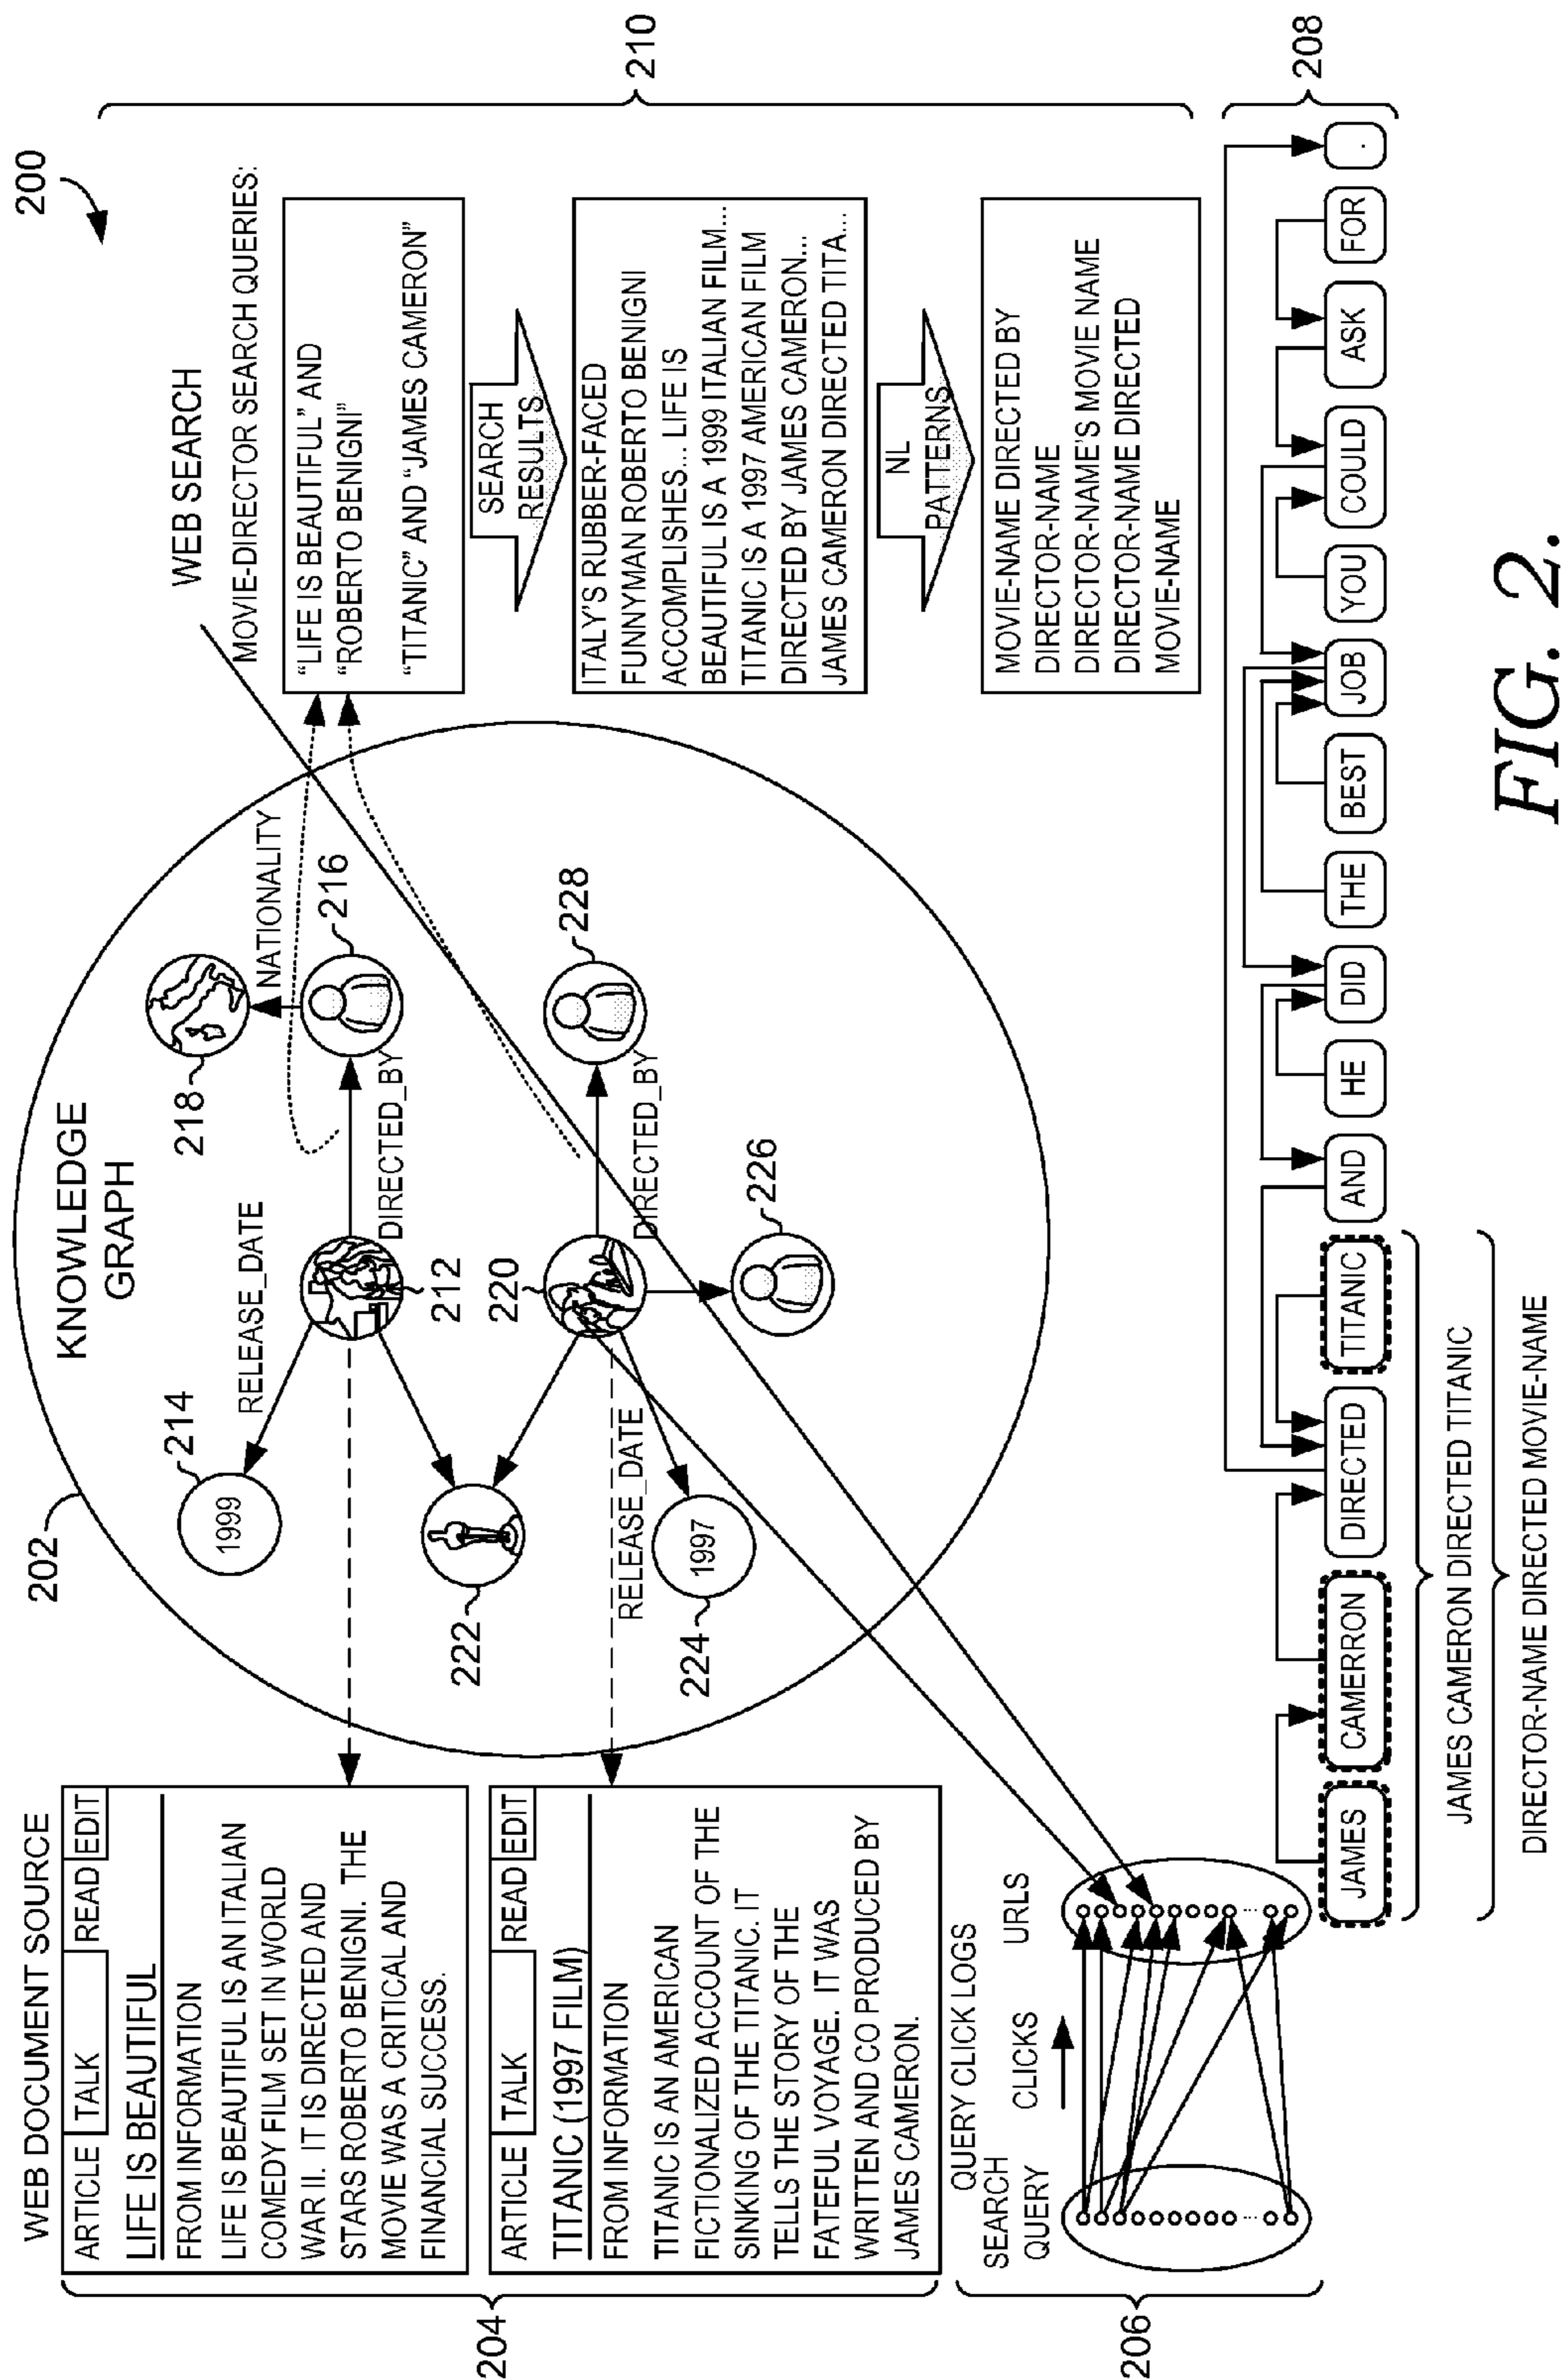 200
WEB DOCUMENT SOURCE
ARTICLE TALK READ EDIT
LIFE IS BEAUTIFUL
FROM INFORMATION
LIFE IS BEAUTIFUL IS AN ITALIAN
COMEDY FILM SET IN WORLD
WAR II. IT IS DIRECTED AND
STARS ROBERTO BENIGNI. THE
MOVIE WAS A CRITICAL AND
FINANCIAL SUCCESS.
ARTICLE TALK READ EDIT
TITANIC (1997 FILM)
FROM INFORMATION
TITANIC IS AN AMERICAN
FICTIONALIZED ACCOUNT OF THE
SINKING OF THE TITANIC. IT
TELLS THE STORY OF THE
FATEFUL VOYAGE. IT WAS
WRITTEN AND CO PRODUCED BY
JAMES CAMERON.
204
202
KNOWLEDGE
GRAPH
214
1999
RELEASE_DATE
218
NATIONALITY
216
DIRECTED_BY
212
222
220
228
RELEASE_DATE
DIRECTED_BY
224
1997
226
WEB SEARCH
MOVIE-DIRECTOR SEARCH QUERIES:
“LIFE IS BEAUTIFUL” AND
“ROBERTO BENIGNI”
“TITANIC” AND “JAMES CAMERON”
SEARCH
RESULTS
ITALY'S RUBBER-FACED
FUNNYMAN ROBERTO BENIGNI
ACCOMPLISHES... LIFE IS
BEAUTIFUL IS A 1999 ITALIAN FILM...
TITANIC IS A 1997 AMERICAN FILM
DIRECTED BY JAMES CAMERON...
JAMES CAMERON DIRECTED TITA...
NL
PATTERNS
MOVIE-NAME DIRECTED BY
DIRECTOR-NAME
DIRECTOR-NAME'S MOVIE NAME
DIRECTOR-NAME DIRECTED
MOVIE-NAME
210
QUERY CLICK LOGS
SEARCH
QUERY CLICKS URLS
206
JAMES CAMERRON DIRECTED TITANIC AND HE DID THE BEST JOB YOU COULD ASK FOR .
208
JAMES CAMERON DIRECTED TITANIC
DIRECTOR-NAME DIRECTED MOVIE-NAME
FIG. 2.